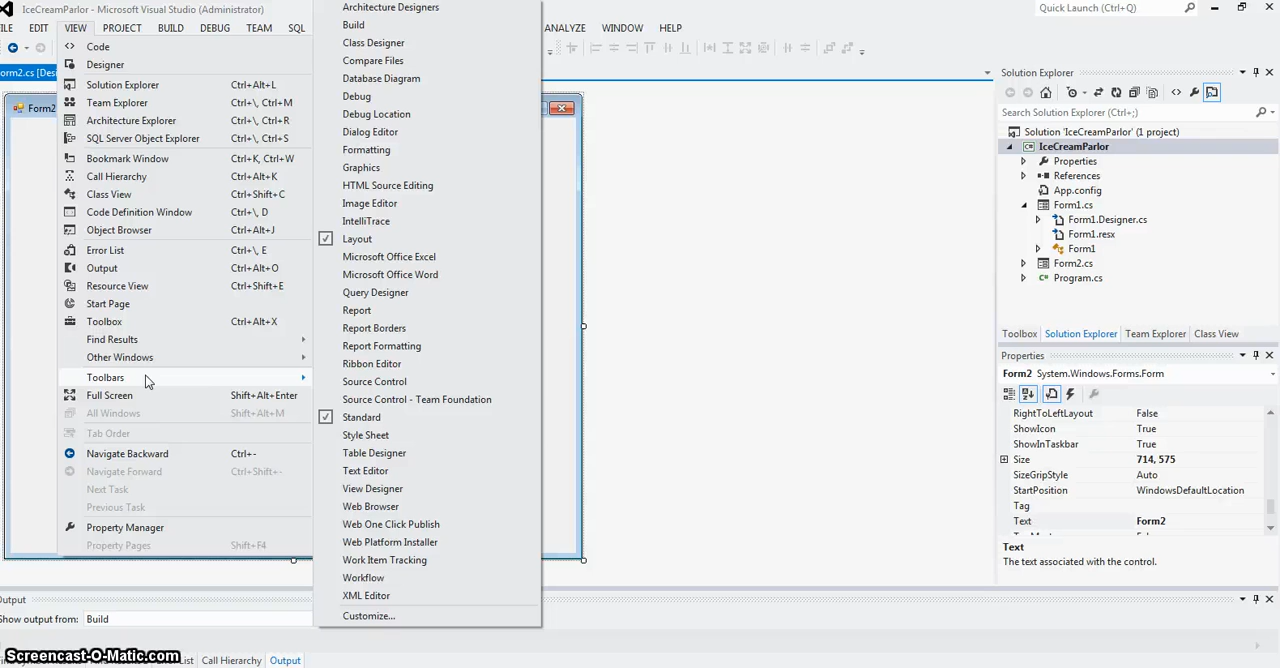 IceCreamParlor - Microsoft Visual Studio (Administrator)
Quick Launch (Ctrl+Q)
ILE EDIT VIEW PROJECT BUILD DEBUG TEAM SQL ANALYZE WINDOW HELP
orm2.cs [Des
Form2
Code
Designer
Solution Explorer Ctrl+Alt+L
Team Explorer Ctrl+\, Ctrl+M
Architecture Explorer Ctrl+\, Ctrl+R
SQL Server Object Explorer Ctrl+\, Ctrl+S
Bookmark Window Ctrl+K, Ctrl+W
Call Hierarchy Ctrl+Alt+K
Class View Ctrl+Shift+C
Code Definition Window Ctrl+\, D
Object Browser Ctrl+Alt+J
Error List Ctrl+\, E
Output Ctrl+Alt+O
Resource View Ctrl+Shift+E
Start Page
Toolbox Ctrl+Alt+X
Find Results
Other Windows
Toolbars
Full Screen Shift+Alt+Enter
All Windows Shift+Alt+M
Tab Order
Navigate Backward Ctrl+-
Navigate Forward Ctrl+Shift+-
Next Task
Previous Task
Property Manager
Property Pages Shift+F4
Architecture Designers
Build
Class Designer
Compare Files
Database Diagram
Debug
Debug Location
Dialog Editor
Formatting
Graphics
HTML Source Editing
Image Editor
IntelliTrace
Layout
Microsoft Office Excel
Microsoft Office Word
Query Designer
Report
Report Borders
Report Formatting
Ribbon Editor
Source Control
Source Control - Team Foundation
Standard
Style Sheet
Table Designer
Text Editor
View Designer
Web Browser
Web One Click Publish
Web Platform Installer
Work Item Tracking
Workflow
XML Editor
Customize...
Solution Explorer
Search Solution Explorer (Ctrl+;)
Solution 'IceCreamParlor' (1 project)
IceCreamParlor
Properties
References
App.config
Form1.cs
Form1.Designer.cs
Form1.resx
Form1
Form2.cs
Program.cs
Toolbox Solution Explorer Team Explorer Class View
Properties
Form2 System.Windows.Forms.Form
RightToLeftLayout False
ShowIcon True
ShowInTaskbar True
Size 714, 575
SizeGripStyle Auto
StartPosition WindowsDefaultLocation
Tag
Text Form2
Text
The text associated with the control.
Output
Show output from: Build
List Call Hierarchy Output
Screencast-O-Matic.com